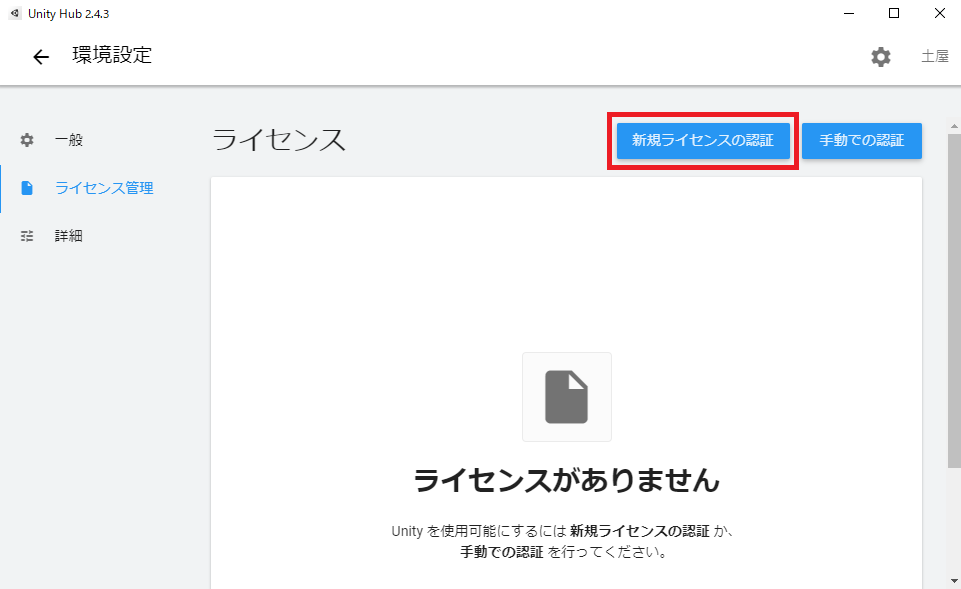 Unity Hub 2.4.3
環境設定
土屋
一般
ライセンス管理
詳細
ライセンス
新規ライセンスの認証
手動での認証
ライセンスがありません
Unity を使用可能にするには 新規ライセンスの認証 か、
手動での認証 を行ってください。